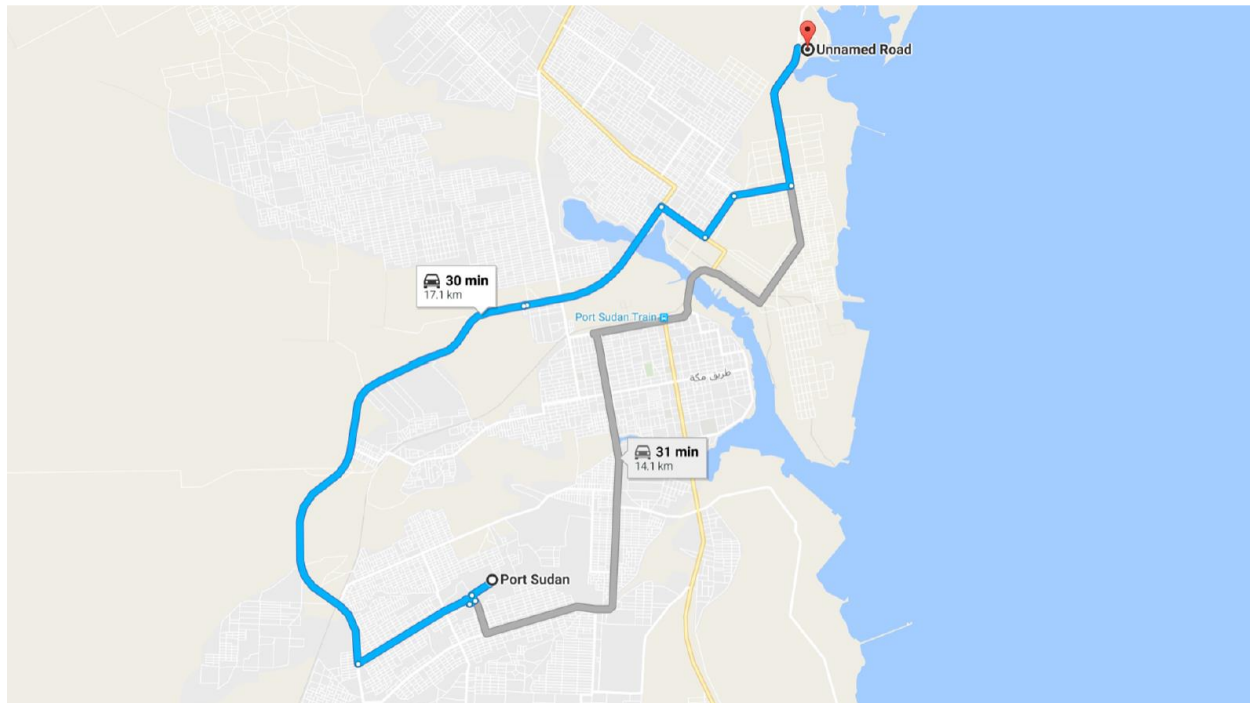 Unnamed Road
30 min
17.1 km
Port Sudan Train
طريق مكة
31 min
14.1 km
Port Sudan